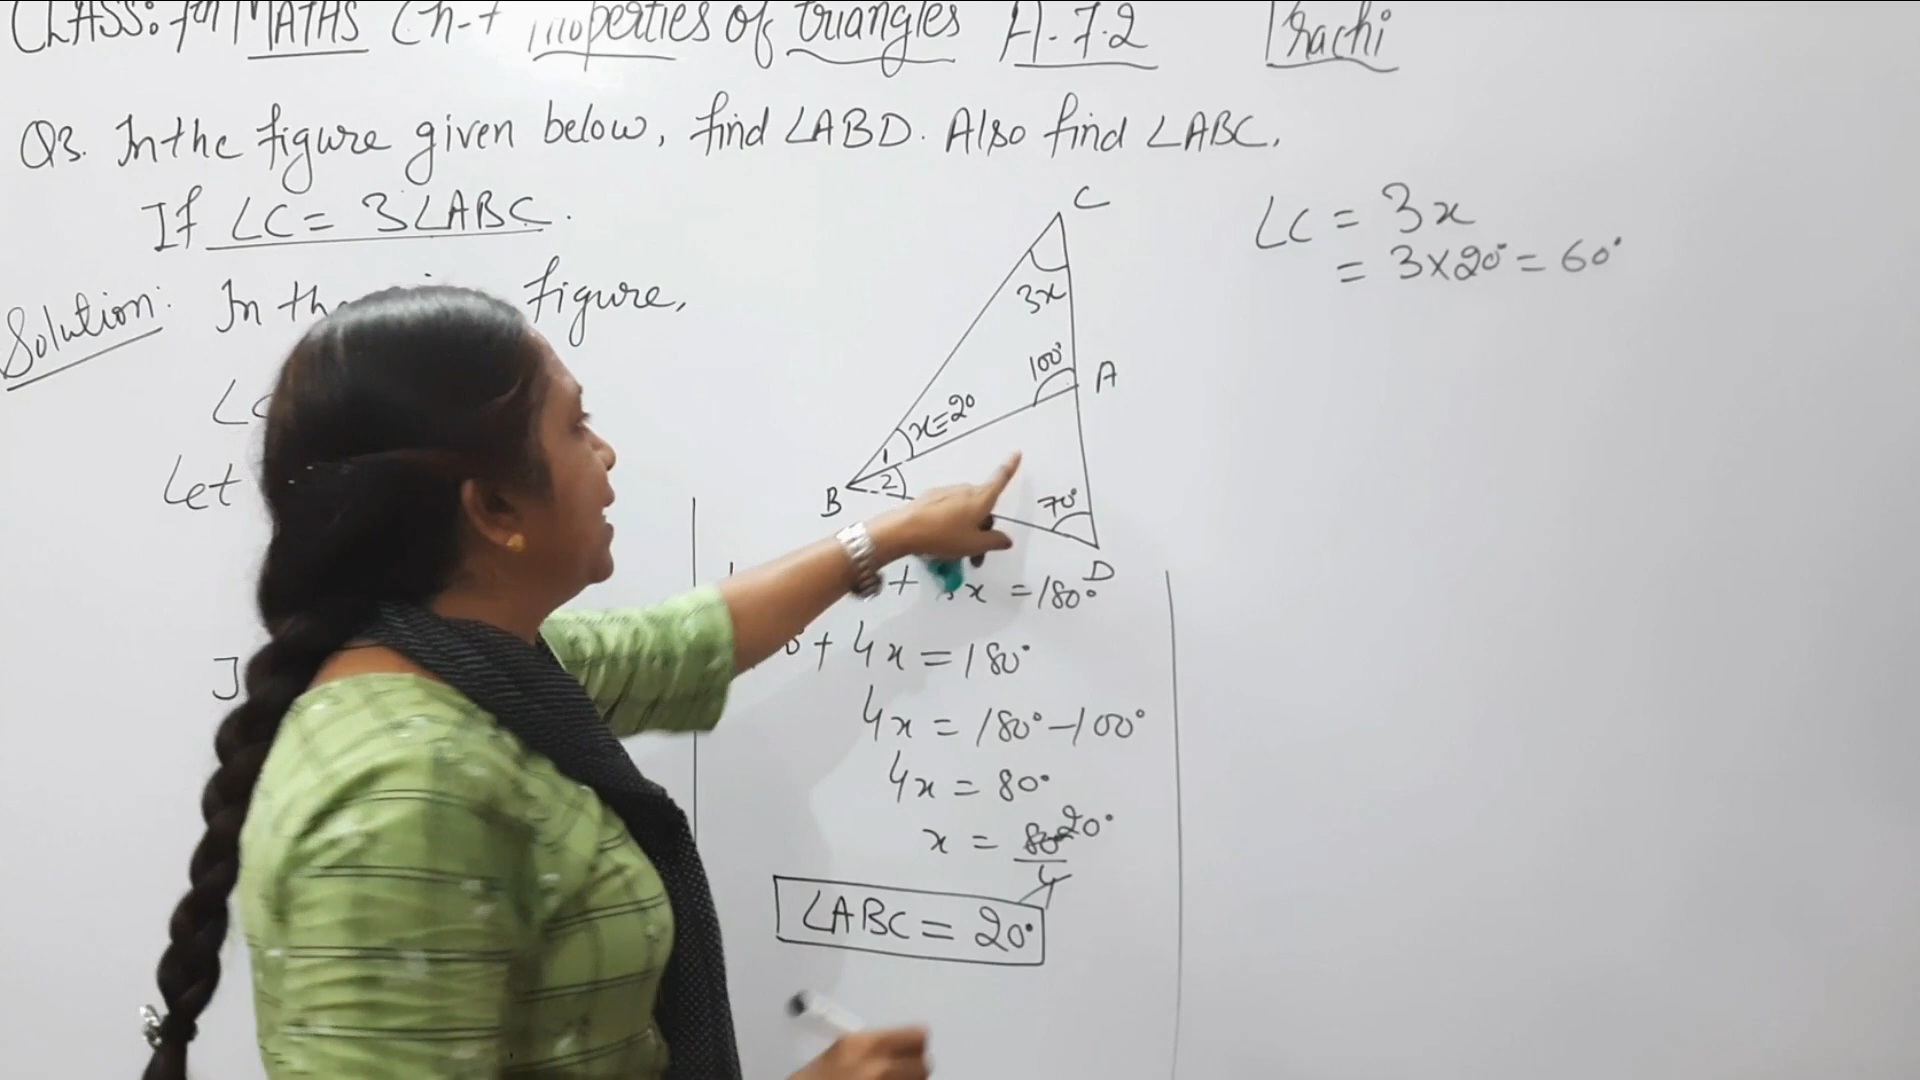 CLASS: 7th MATHS Ch-7 Properties of triangles A-7.2 Prachi
Q3. In the figure given below, find ∠ABD. Also find ∠ABC.
If ∠C = 3∠ABC.
Solution: In figure,
Let
C
3x
100°
A
x=20
1
2
B
70°
D
∠C = 3x
= 3×20° = 60°
+ x = 180°
+ 4x = 180°
4x = 180° - 100°
4x = 80°
x = 80 20°
4
∠ABC = 20°